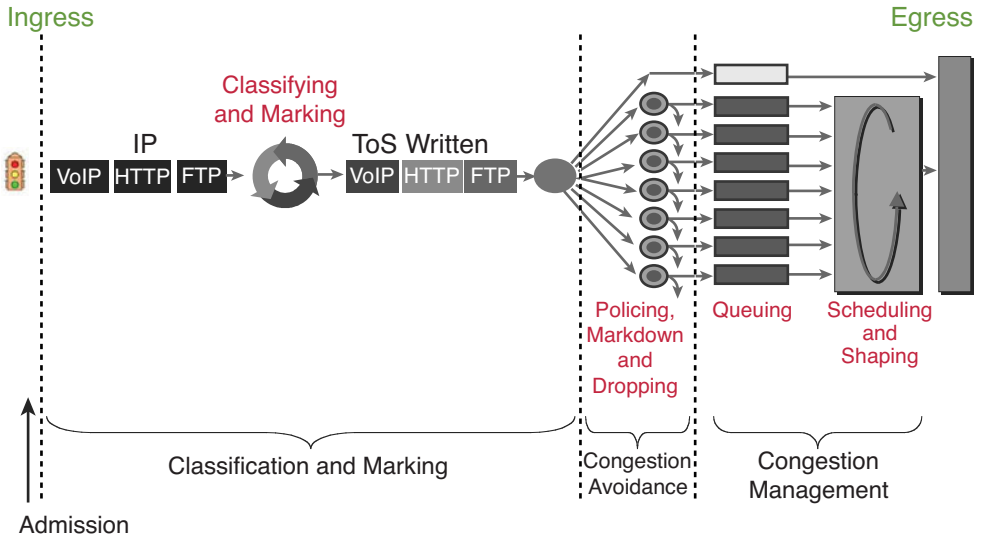 Ingress
Egress
Classifying
and Marking
IP
ToS Written
VoIP HTTP FTP
VoIP HTTP FTP
Policing,
Markdown
and
Dropping
Queuing
Scheduling
and
Shaping
Classification and Marking
Congestion
Avoidance
Congestion
Management
Admission